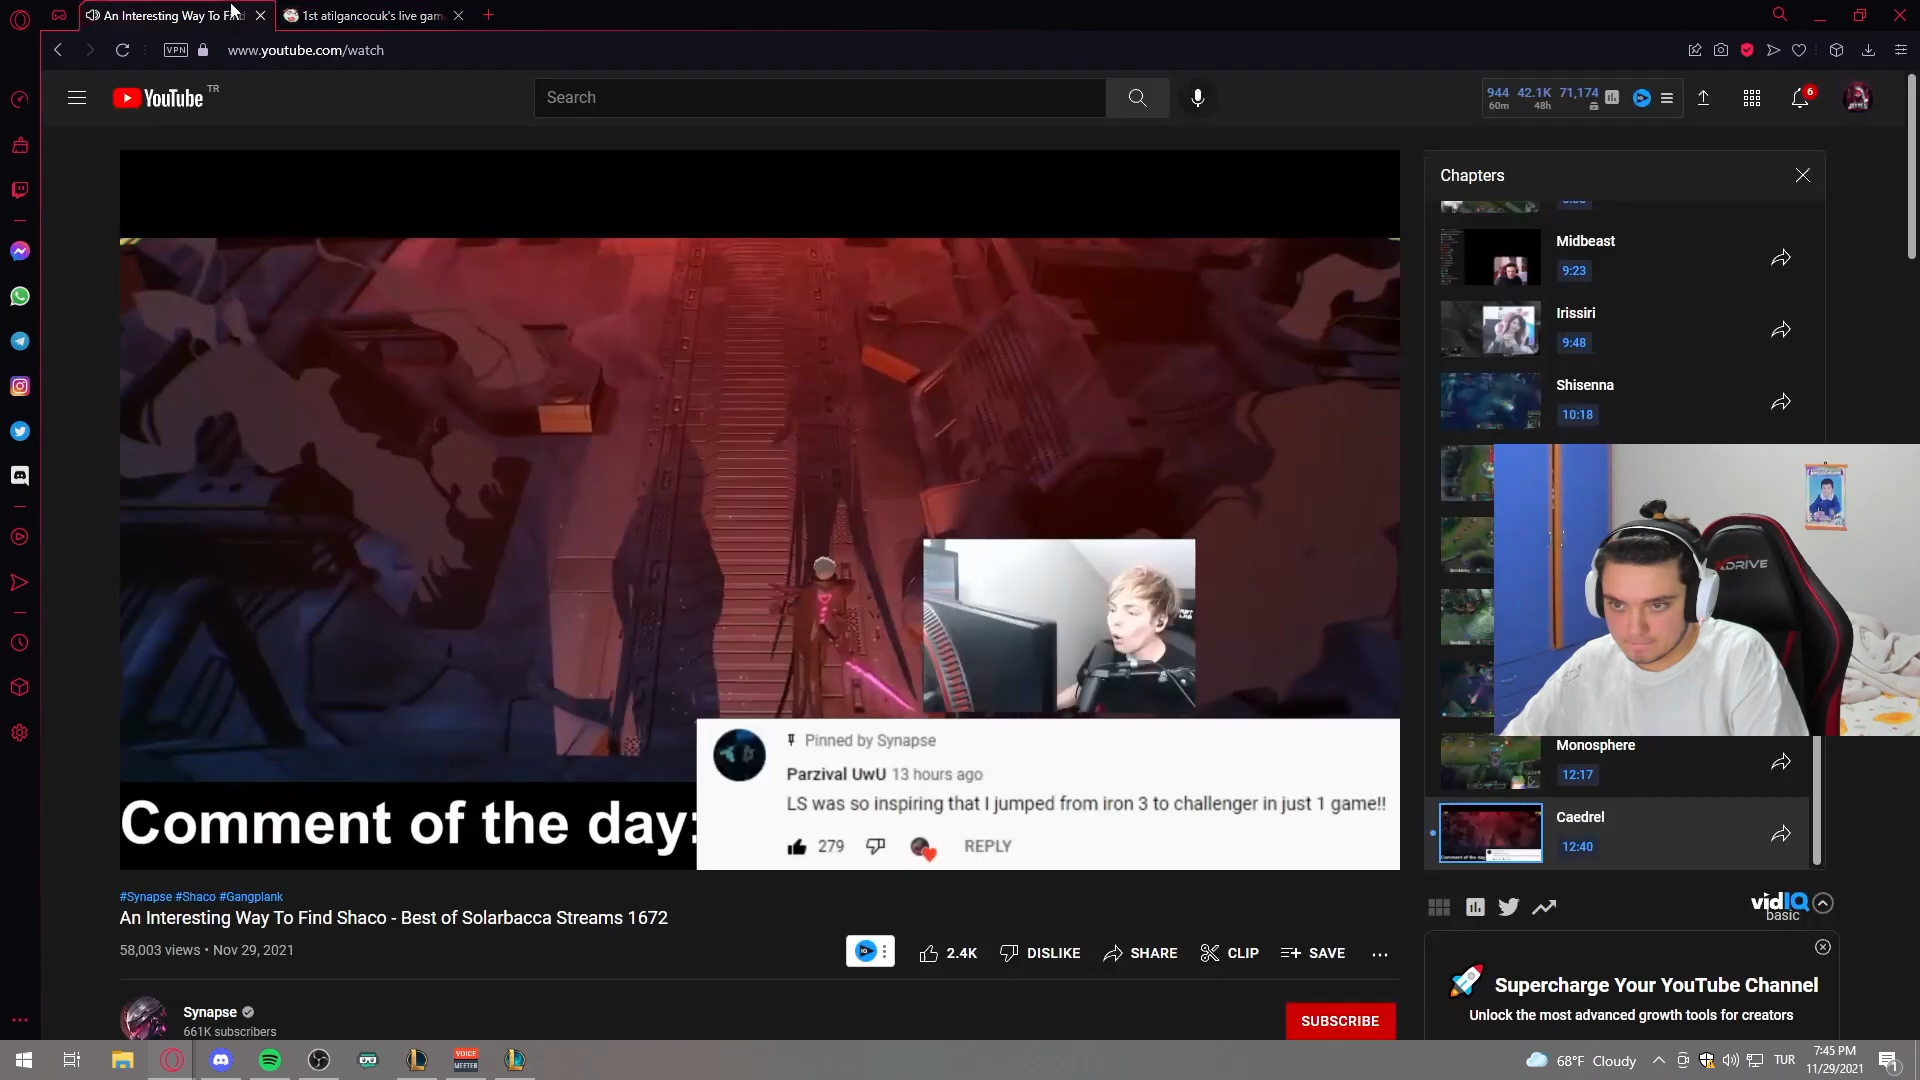 An Interesting Way To Find
1st atilgancocuk's live gam
VPN
www.youtube.com/watch
YouTube TR
Search
944 42.1K 71,174
60m 48h
6
Chapters
Midbeast
9:23
Irissiri
9:48
Shisenna
10:18
XDRIVE
Pinned by Synapse
Parzival UwU 13 hours ago
LS was so inspiring that I jumped from iron 3 to challenger in just 1 game!!
279 REPLY
Comment of the day:
Monosphere
12:17
Caedrel
12:40
#Synapse #Shaco #Gangplank
An Interesting Way To Find Shaco - Best of Solarbacca Streams 1672
58,003 views • Nov 29, 2021
2.4K DISLIKE SHARE CLIP SAVE
vidIQ
basic
Supercharge Your YouTube Channel
Unlock the most advanced growth tools for creators
Synapse
661K subscribers
SUBSCRIBE
VOICE
MEETER
68°F Cloudy
TUR
7:45 PM
11/29/2021
1